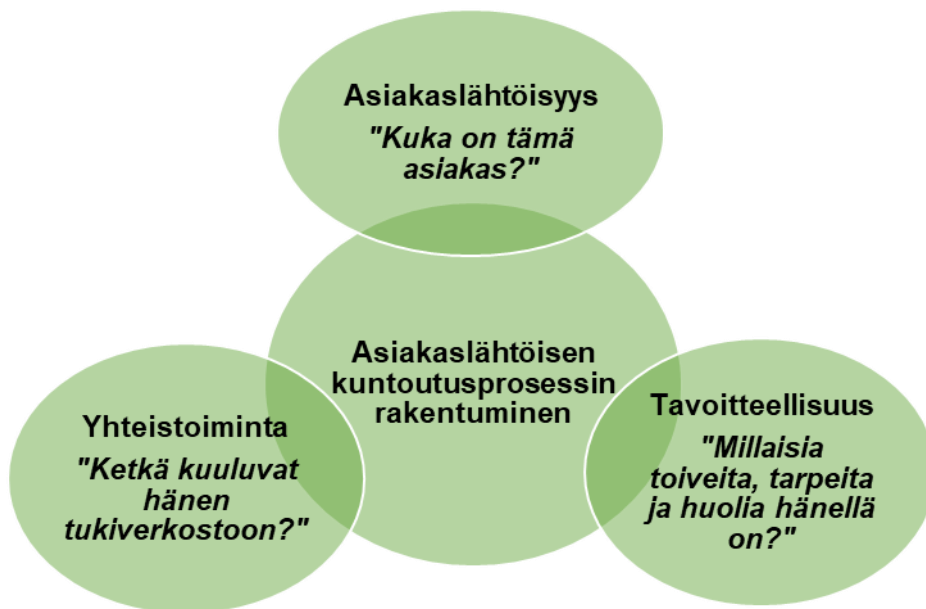 Asiakaslähtöisyys
"Kuka on tämä
asiakas?"
Asiakaslähtöisen
kuntoutusprosessin
rakentuminen
Yhteistoiminta
"Ketkä kuuluvat
hänen
tukiverkostoon?"
Tavoitteellisuus
"Millaisia
toiveita, tarpeita
ja huolia hänellä
on?"